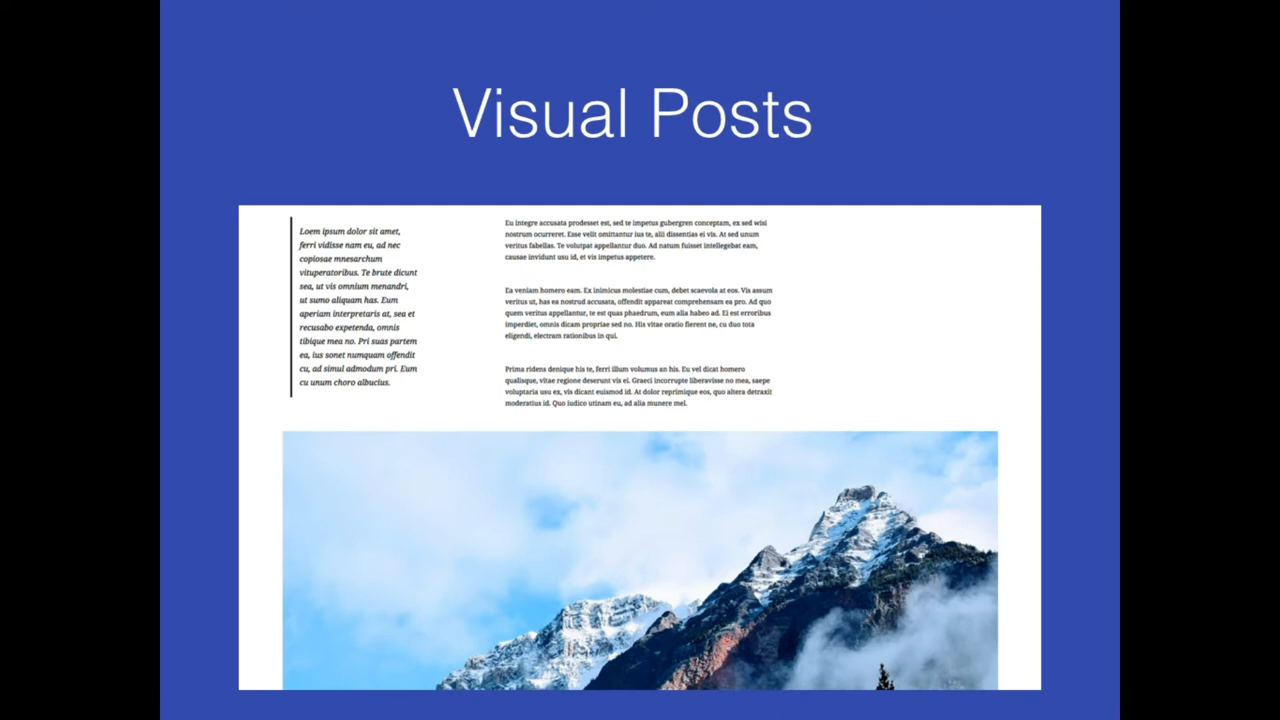 Visual Posts
Lorem ipsum dolor sit amet,
ferri vidisse nam eu, ad nec
copiosae mnesarchum
vituperatoribus. Te brute dicunt
sea, ut vis omnium menandri,
ut sumo aliquam has. Eum
aperiam interpretaris at, sea et
recusabo expetenda, omnis
tibique mea no. Pri suas partem
ea, ius sonet numquam offendit
cu, ad simul admodum pri. Eum
cu unum choro albucius.
Eu integre accusata prodesset est, sed te impetus gubergren conceptam, ex sed wisi
nostrum ocurreret. Esse velit omittantur ius te, alii dissentias ei vis. At sed unum
veritus fabellas. Te volutpat appellantur duo. Ad natum fuisset intellegebat eam,
causae invidunt usu id, et vis impetus appetere.
Ea veniam homero eam. Ex inimicus molestiae cum, debet scaevola at eos. Vis assum
veritus ut, has ea nostrud accusata, offendit appareat comprehensam ea pro. Ad quo
quem veritus appellantur, te est quas phaedrum, eum alia habeo ad. Ei est erroribus
imperdiet, omnis dicam propriae sed no. His vitae oratio fierent ne, cu duo tota
eligendi, electram rationibus in qui.
Prima ridens denique his te, ferri illum volumus an his. Eu vel dicat homero
qualisque, vitae regione deserunt vis ei. Graeci incorrupte liberavisse no mea, saepe
voluptaria usu ex, vis dicant euismod id. At dolor reprimique eos, quo altera detraxit
moderatius id. Quo iudico utinam eu, ad alia munere mel.